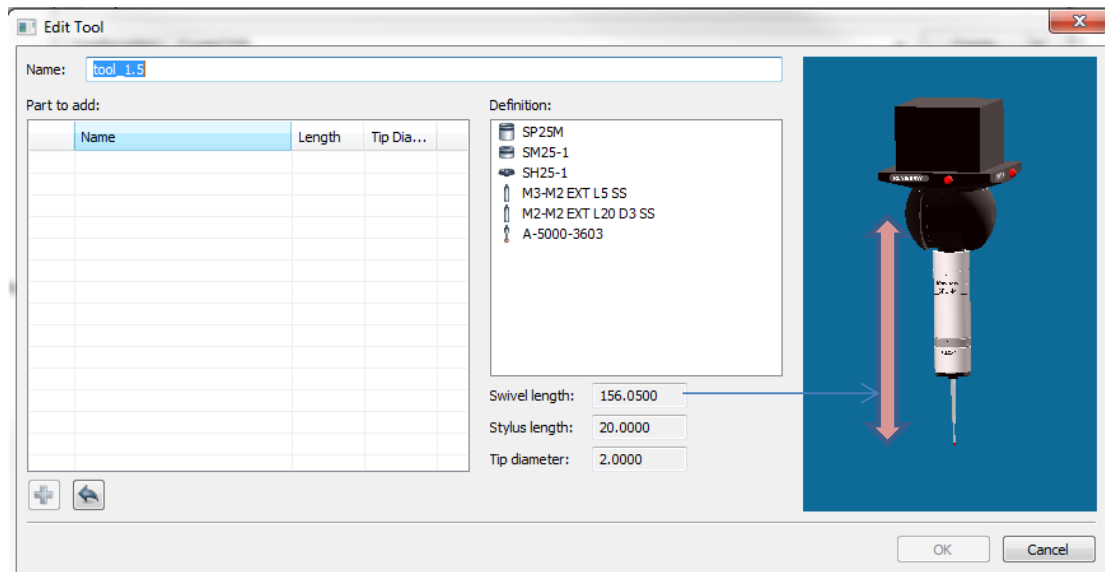 Edit Tool
Name: tool_1.5
Part to add:
Name Length Tip Dia...
Definition:
SP25M
SM25-1
SH25-1
M3-M2 EXT L5 SS
M2-M2 EXT L20 D3 SS
A-5000-3603
Swivel length: 156.0500
Stylus length: 20.0000
Tip diameter: 2.0000
OK Cancel